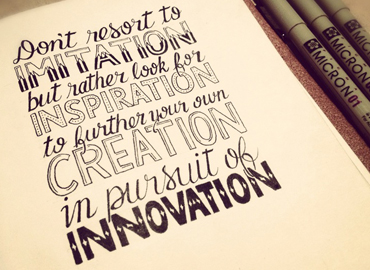 Don't resort to
IMITATION
but rather look for
INSPIRATION
to further your own
CREATION
in pursuit of
INNOVATION
MICRON
MICRON
MICRON 01